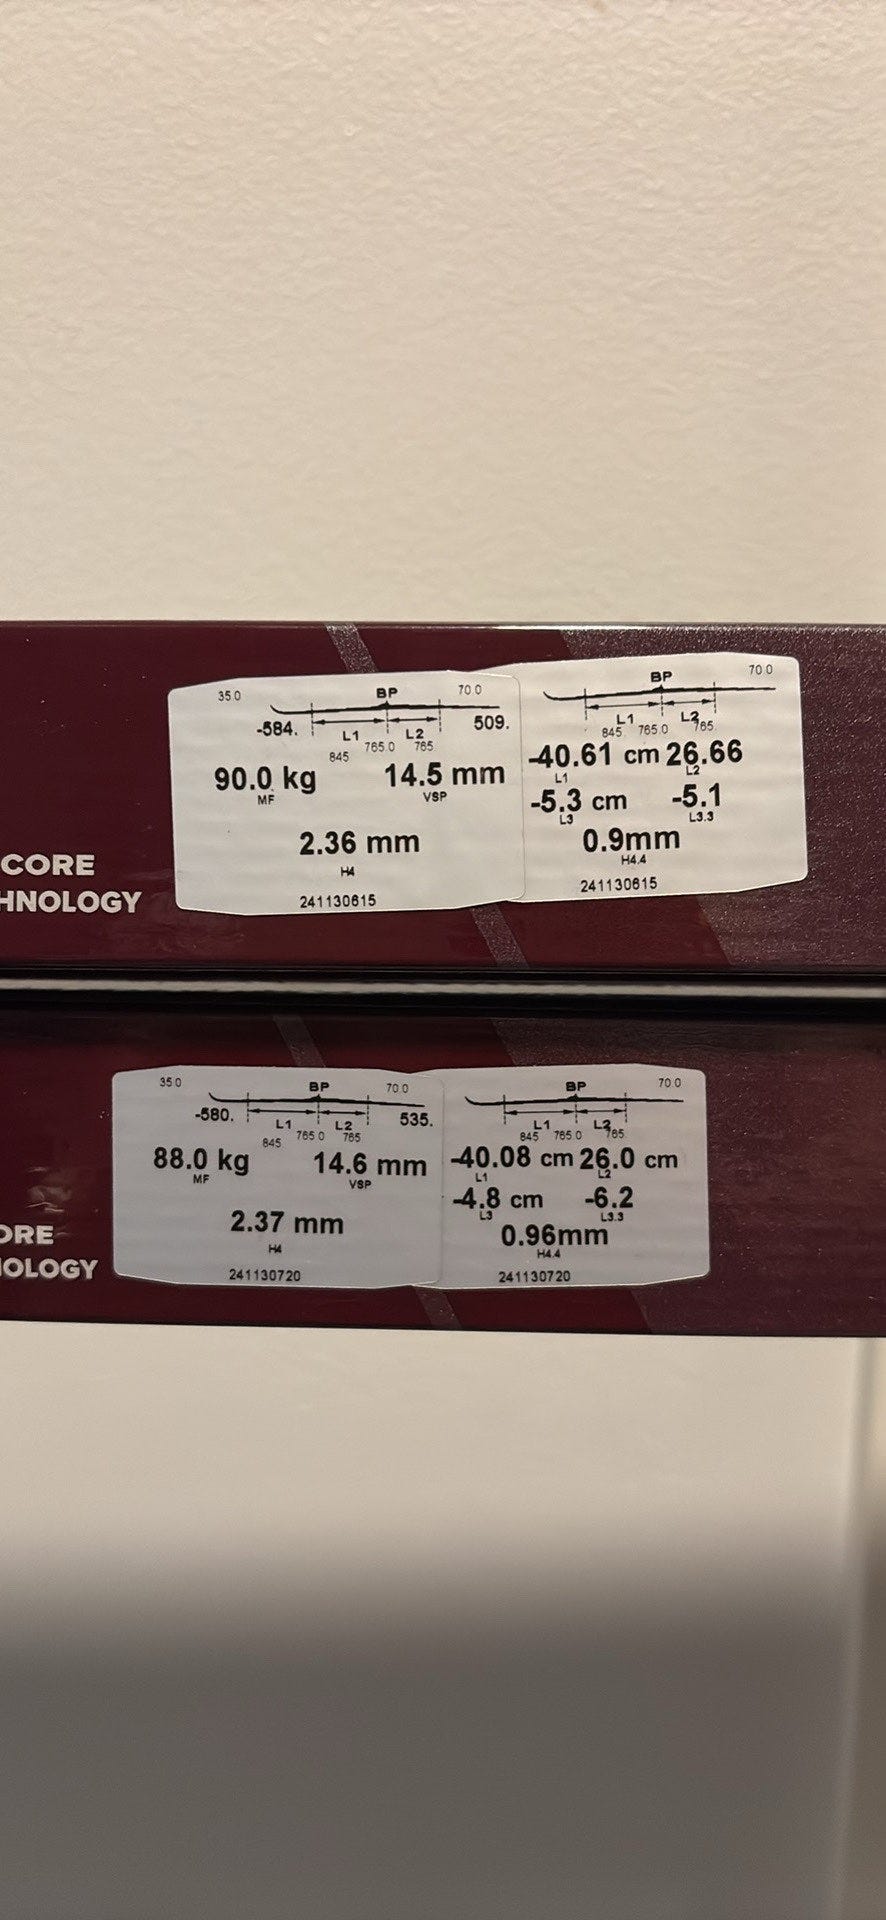 35.0 BP 70.0
-584. L1 L2 509.
845 765.0 765
90.0 kg 14.5 mm
MF VSP
2.36 mm
H4
241130615
BP 70.0
L1 L2
845 765.0 765.
-40.61 cm 26.66
L1 L2
-5.3 cm -5.1
L3 L3.3
0.9mm
H4.4
241130615
CORE
HNOLOGY
35.0 BP 70.0
-580. L1 L2 535.
845 765.0 765
88.0 kg 14.6 mm
MF VSP
2.37 mm
H4
241130720
BP 70.0
L1 L2
845 765.0 765
-40.08 cm 26.0 cm
L1 L2
-4.8 cm -6.2
L3 L3.3
0.96mm
H4.4
241130720
ORE
OLOGY